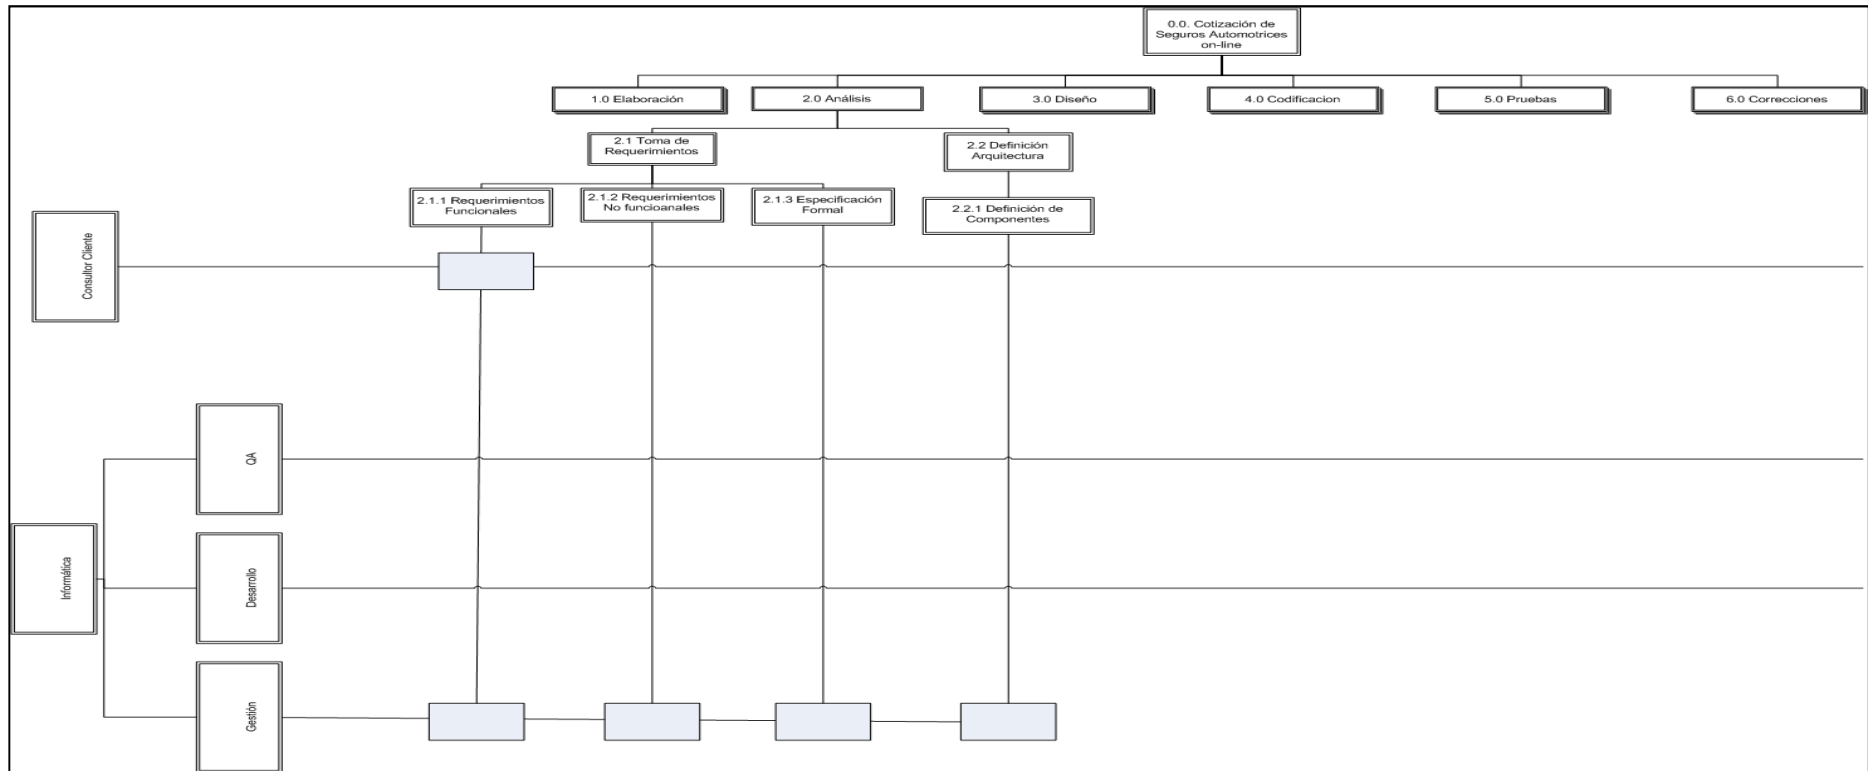 0.0. Cotización de
Seguros Automotrices
on-line
1.0 Elaboración
2.0 Análisis
3.0 Diseño
4.0 Codificacion
5.0 Pruebas
6.0 Correcciones
2.1 Toma de
Requerimientos
2.2 Definición
Arquitectura
2.1.1 Requerimientos
Funcionales
2.1.2 Requerimientos
No funcioanales
2.1.3 Especificación
Formal
2.2.1 Definición de
Componentes
Consultor Cliente
QA
Informática
Desarrollo
Gestión